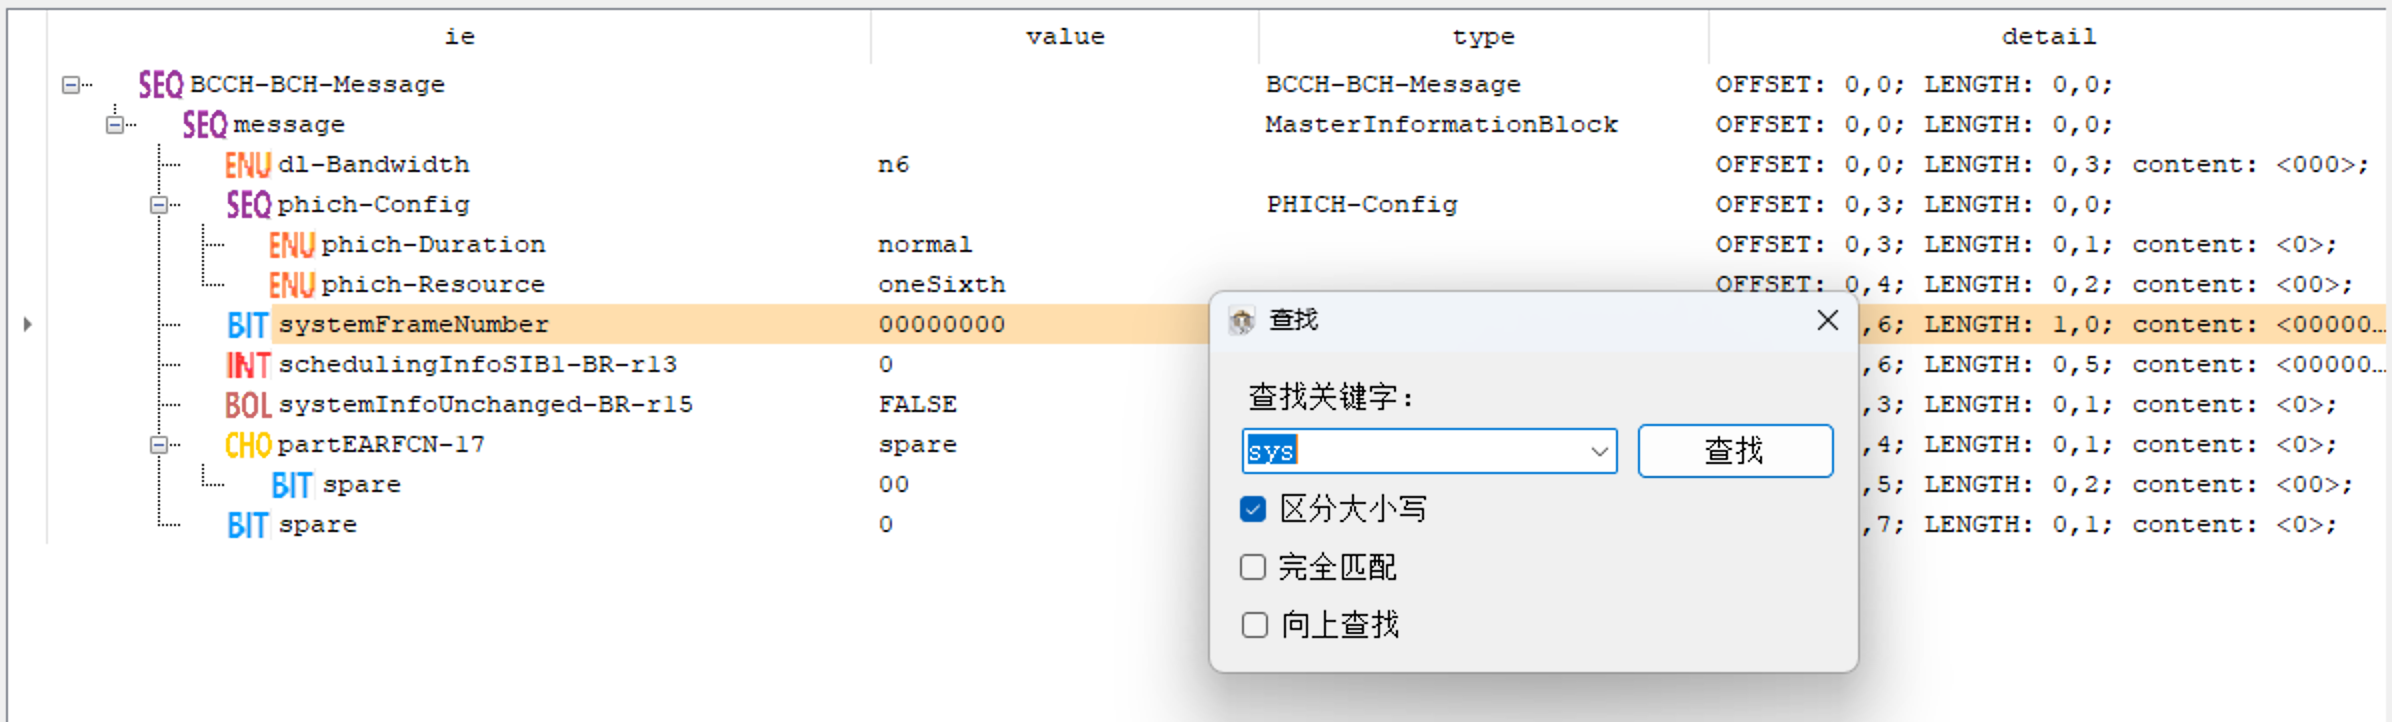 ie value type detail
SEQ BCCH-BCH-Message BCCH-BCH-Message OFFSET: 0,0; LENGTH: 0,0;
SEQ message MasterInformationBlock OFFSET: 0,0; LENGTH: 0,0;
ENU dl-Bandwidth n6 OFFSET: 0,0; LENGTH: 0,3; content: <000>;
SEQ phich-Config PHICH-Config OFFSET: 0,3; LENGTH: 0,0;
ENU phich-Duration normal OFFSET: 0,3; LENGTH: 0,1; content: <0>;
ENU phich-Resource oneSixth OFFSET: 0,4; LENGTH: 0,2; content: <00>;
BIT systemFrameNumber 00000000 ,6; LENGTH: 1,0; content: <00000...
INT schedulingInfoSIB1-BR-r13 0 ,6; LENGTH: 0,5; content: <00000...
BOL systemInfoUnchanged-BR-r15 FALSE ,3; LENGTH: 0,1; content: <0>;
CHO partEARFCN-17 spare ,4; LENGTH: 0,1; content: <0>;
BIT spare 00 ,5; LENGTH: 0,2; content: <00>;
BIT spare 0 ,7; LENGTH: 0,1; content: <0>;
查找
查找关键字：
sys 查找
区分大小写
完全匹配
向上查找